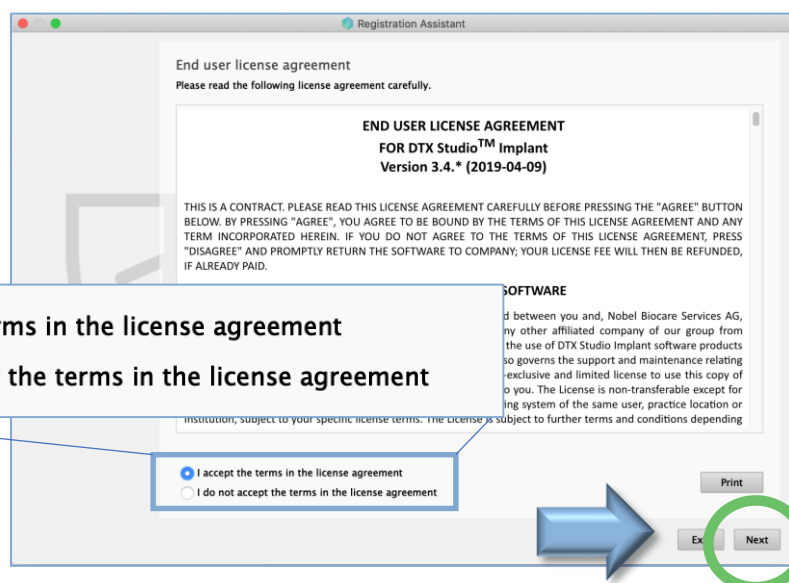 Registration Assistant
End user license agreement
Please read the following license agreement carefully.
END USER LICENSE AGREEMENT
FOR DTX Studio™ Implant
Version 3.4.* (2019-04-09)
THIS IS A CONTRACT. PLEASE READ THIS LICENSE AGREEMENT CAREFULLY BEFORE PRESSING THE "AGREE" BUTTON
BELOW. BY PRESSING "AGREE", YOU AGREE TO BE BOUND BY THE TERMS OF THIS LICENSE AGREEMENT AND ANY
TERM INCORPORATED HEREIN. IF YOU DO NOT AGREE TO THE TERMS OF THIS LICENSE AGREEMENT, PRESS
"DISAGREE" AND PROMPTLY RETURN THE SOFTWARE TO COMPANY; YOUR LICENSE FEE WILL THEN BE REFUNDED,
IF ALREADY PAID.
SOFTWARE
between you and, Nobel Biocare Services AG,
any other affiliated company of our group from
the use of DTX Studio Implant software products
so governs the support and maintenance relating
-exclusive and limited license to use this copy of
to you. The License is non-transferable except for
ing system of the same user, practice location or
institution, subject to your specific license terms. The License is subject to further terms and conditions depending
rms in the license agreement
the terms in the license agreement
I accept the terms in the license agreement
I do not accept the terms in the license agreement
Print
Ex
Next